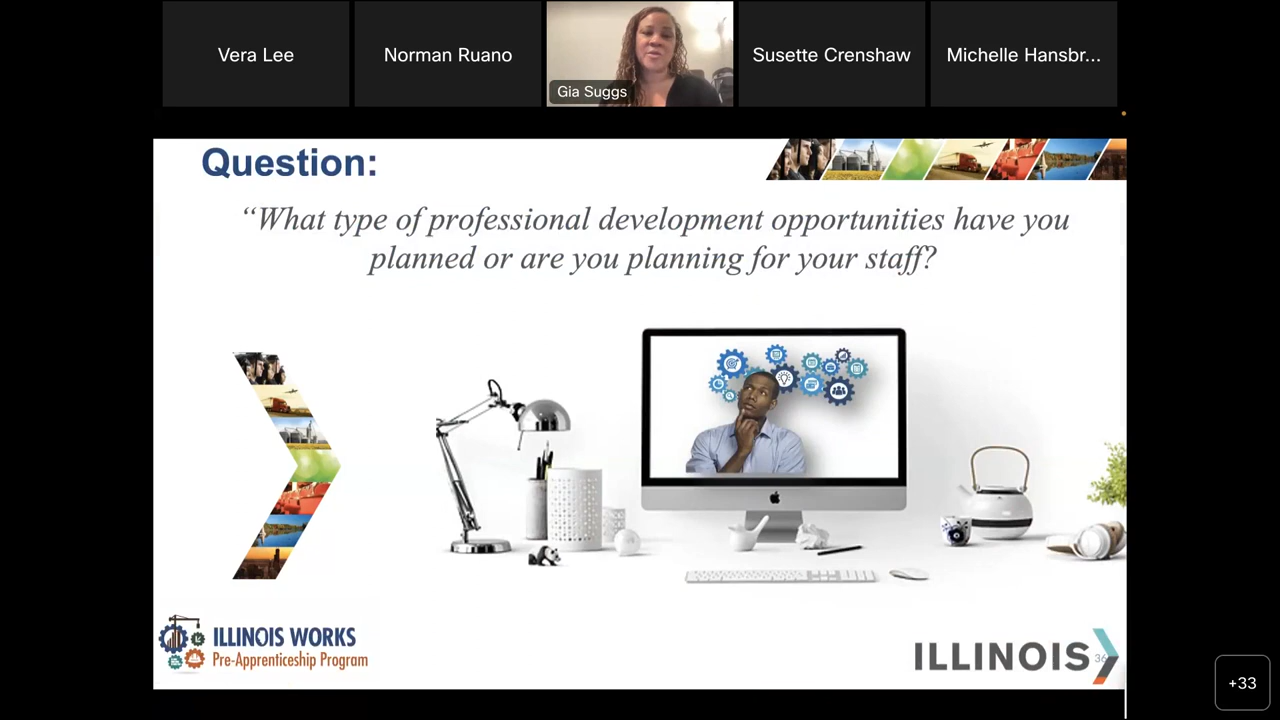 Vera Lee
Norman Ruano
Gia Suggs
Susette Crenshaw
Michelle Hansbr...
Question:
“What type of professional development opportunities have you
planned or are you planning for your staff?
ILLINOIS WORKS
Pre-Apprenticeship Program
ILLINOIS
36
+33